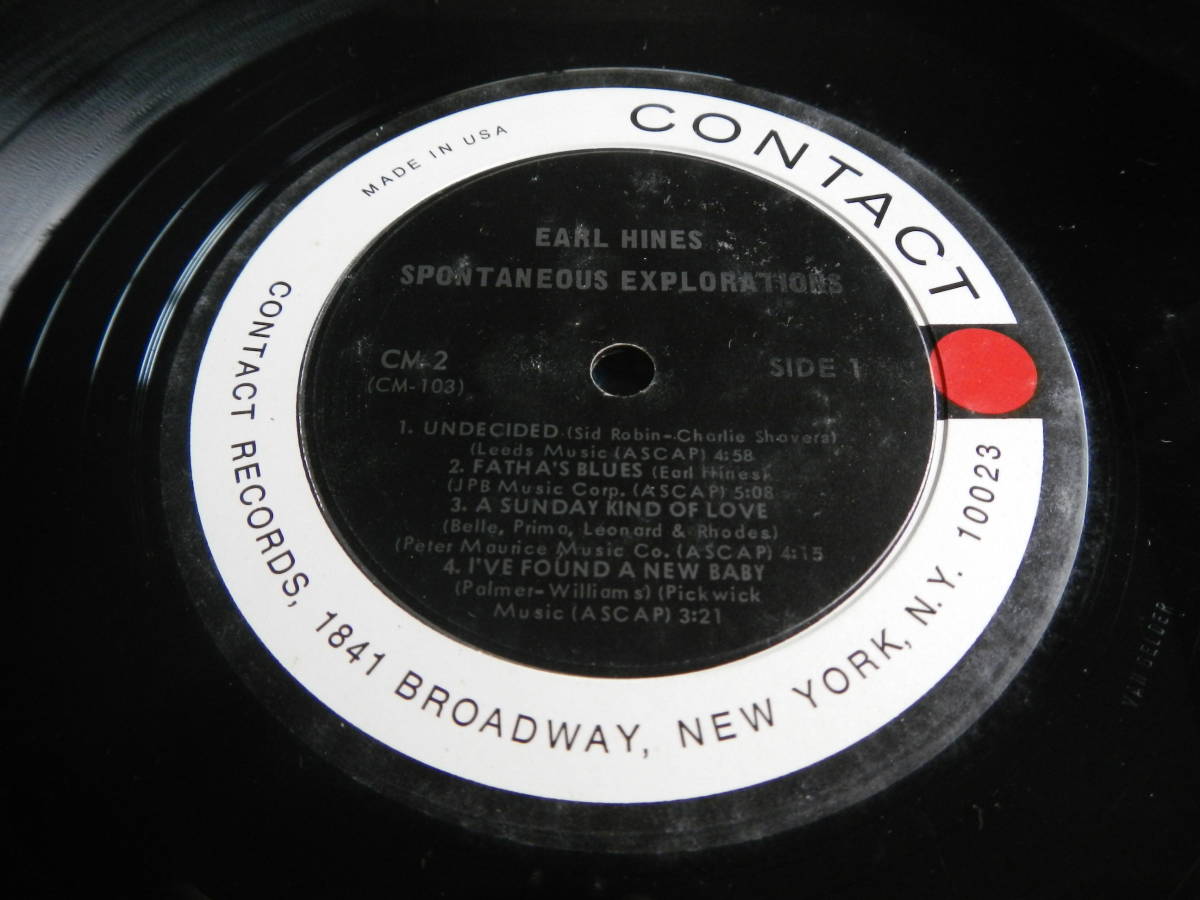 CONTACT
MADE IN USA
EARL HINES
SPONTANEOUS EXPLORATIONS
CM-2
(CM-103)
SIDE 1
1. UNDECIDED (Sid Robin-Charlie Shavers)
(Leeds Music (ASCAP) 4:58
2. FATHA'S BLUES (Earl Hines)
(JPB Music Corp. (ASCAP) 5:08
3. A SUNDAY KIND OF LOVE
(Belle, Prima, Leonard & Rhodes)
(Peter Maurice Music Co. (ASCAP) 4:15
4. I'VE FOUND A NEW BABY
(Palmer-Williams) (Pickwick
Music (ASCAP) 3:21
CONTACT RECORDS, 1841 BROADWAY, NEW YORK, N.Y. 10023
VAN GELDER